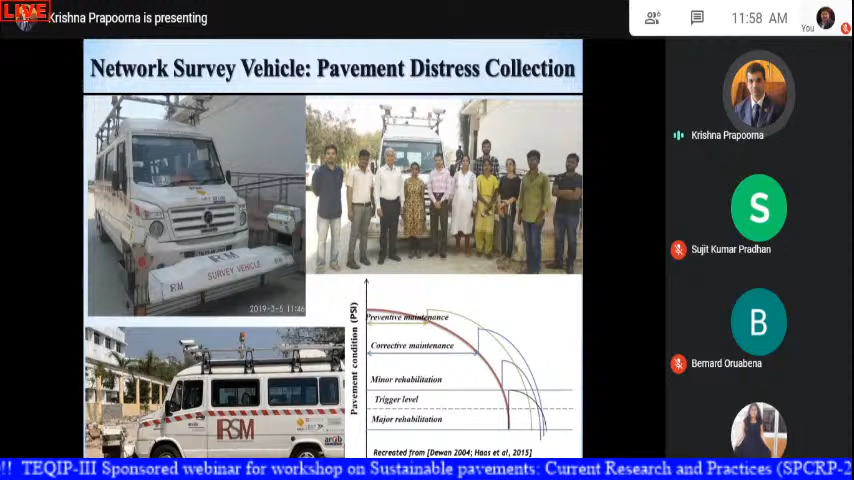 LIVE
Krishna Prapoorna is presenting
6
11:58 AM
You
Network Survey Vehicle: Pavement Distress Collection
RM
SURVEY VEHICLE
RM
2019-3-5 11:46
RSM
Pavement condition (PSI)
Preventive maintenance
Corrective maintenance
Minor rehabilitation
Trigger level
Major rehabilitation
Recreated from [Dewan 2004; Haas et al, 2015]
Krishna Prapoorna
S
Sujit Kumar Pradhan
B
Bernard Oruabena
!! TEQIP-III Sponsored webinar for workshop on Sustainable pavements: Current Research and Practices (SPCRP-2